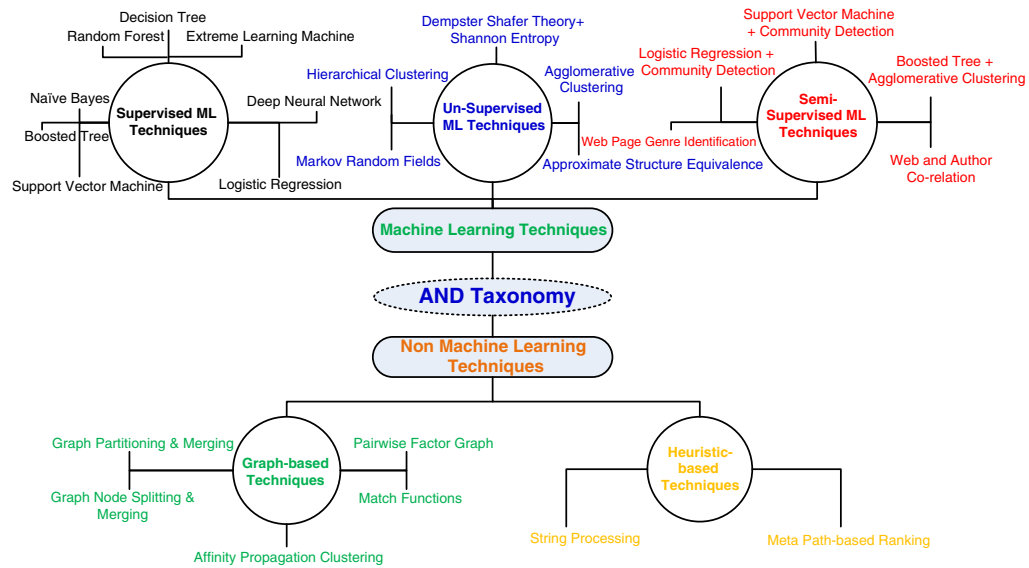 Decision Tree
Random Forest
Extreme Learning Machine
Naïve Bayes
Boosted Tree
Support Vector Machine
Supervised ML
Techniques
Deep Neural Network
Logistic Regression
Dempster Shafer Theory+
Shannon Entropy
Hierarchical Clustering
Markov Random Fields
Un-Supervised
ML Techniques
Agglomerative
Clustering
Approximate Structure Equivalence
Support Vector Machine
+ Community Detection
Logistic Regression +
Community Detection
Web Page Genre Identification
Semi-
Supervised ML
Techniques
Boosted Tree +
Agglomerative Clustering
Web and Author
Co-relation
Machine Learning Techniques
AND Taxonomy
Non Machine Learning
Techniques
Graph Partitioning & Merging
Graph Node Splitting &
Merging
Graph-based
Techniques
Pairwise Factor Graph
Match Functions
Affinity Propagation Clustering
Heuristic-
based
Techniques
String Processing
Meta Path-based Ranking